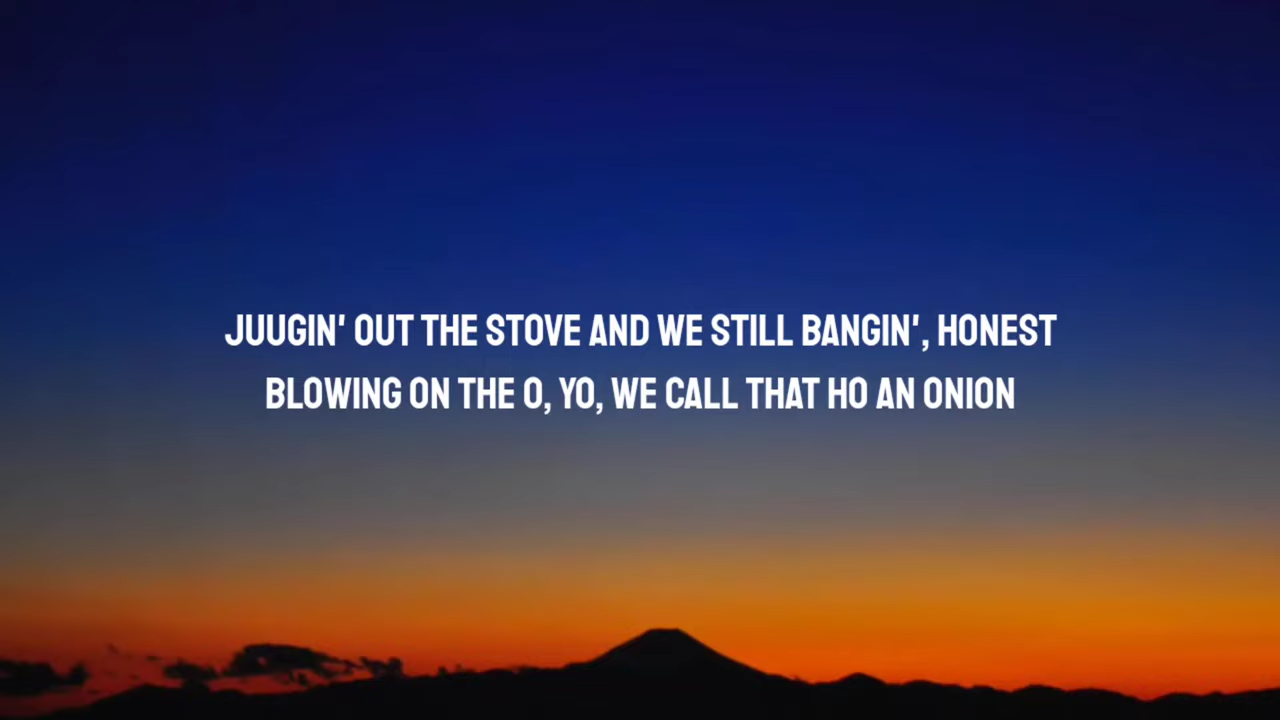 JUUGIN' OUT THE STOVE AND WE STILL BANGIN', HONEST
BLOWING ON THE O, YO, WE CALL THAT HO AN ONION